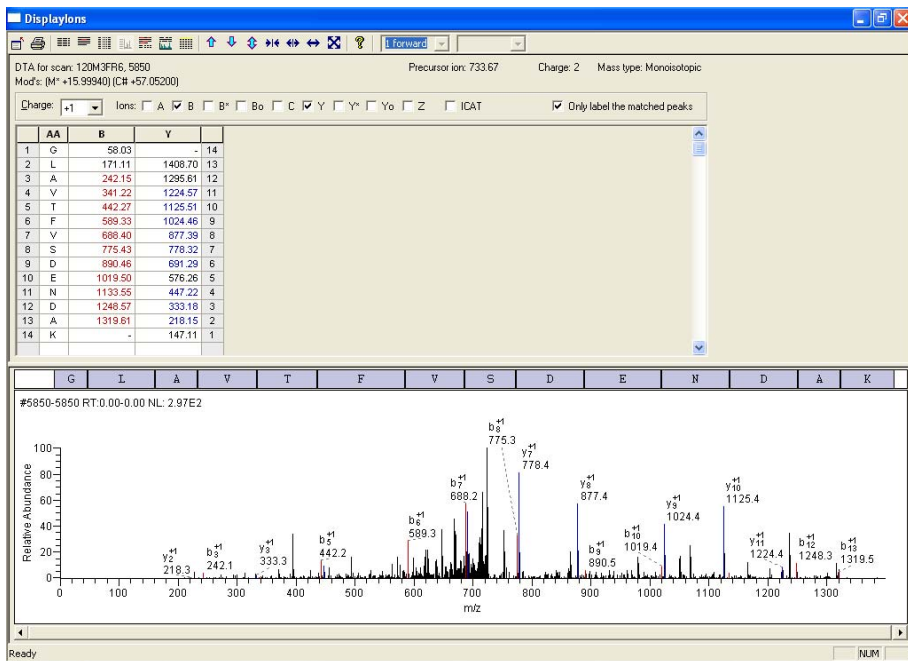 DisplayIons
1 forward
DTA for scan: 120M3FR6, 5850 Precursor ion: 733.67 Charge: 2 Mass type: Monoisotopic
Mod's: (M* +15.99940) (C# +57.05200)
Charge: +1 Ions: A B B* Bo C Y Y* Yo Z ICAT Only label the matched peaks
AA B Y
1 G 58.03 - 14
2 L 171.11 1408.70 13
3 A 242.15 1295.61 12
4 V 341.22 1224.57 11
5 T 442.27 1125.51 10
6 F 589.33 1024.46 9
7 V 688.40 877.39 8
8 S 775.43 778.32 7
9 D 890.46 691.29 6
10 E 1019.50 576.26 5
11 N 1133.55 447.22 4
12 D 1248.57 333.18 3
13 A 1319.61 218.15 2
14 K - 147.11 1
G L A V T F V S D E N D A K
#5850-5850 RT:0.00-0.00 NL: 2.97E2
Relative Abundance
100
80
60
40
20
0
y2+1
218.3
b3+1
242.1
y3+1
333.3
b5+1
442.2
b6+1
589.3
b7+1
688.2
b8+1
775.3
y7+1
778.4
y8+1
877.4
b9+1
890.5
b10+1
1019.4
y9+1
1024.4
y10+1
1125.4
y11+1
1224.4
b12+1
1248.3
b13+1
1319.5
0 100 200 300 400 500 600 700 800 900 1000 1100 1200 1300
m/z
Ready NUM